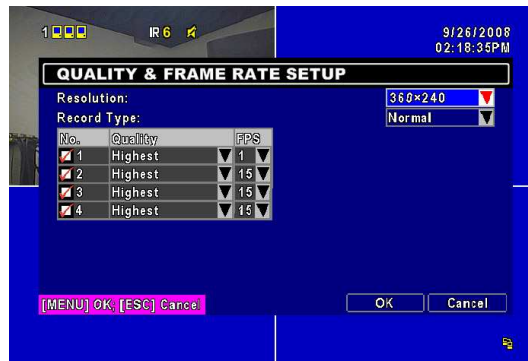 1 IR 6 9/26/2008
02:18:35PM
QUALITY & FRAME RATE SETUP
Resolution: 360×240
Record Type: Normal
No. Quality FPS
1 Highest 1
2 Highest 15
3 Highest 15
4 Highest 15
[MENU] OK; [ESC] Cancel OK Cancel